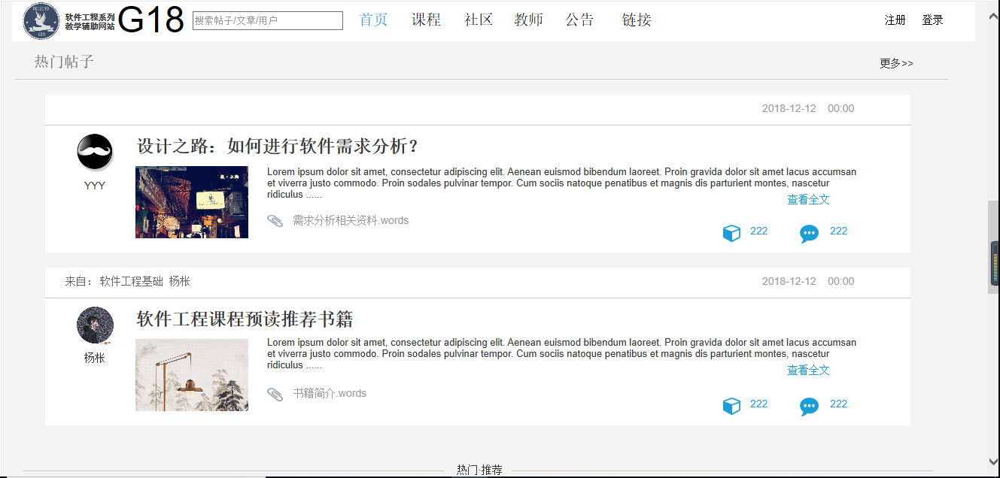 软件工程系列
教学辅助网站
G18
搜索帖子/文章/用户
首页 课程 社区 教师 公告 链接
注册 登录
热门帖子
更多>>
2018-12-12 00:00
设计之路：如何进行软件需求分析？
YYY
Lorem ipsum dolor sit amet, consectetur adipiscing elit. Aenean euismod bibendum laoreet. Proin gravida dolor sit amet lacus accumsan
et viverra justo commodo. Proin sodales pulvinar tempor. Cum sociis natoque penatibus et magnis dis parturient montes, nascetur
ridiculus ......
查看全文
需求分析相关资料.words
222 222
来自： 软件工程基础 杨枨
2018-12-12 00:00
软件工程课程预读推荐书籍
杨枨
Lorem ipsum dolor sit amet, consectetur adipiscing elit. Aenean euismod bibendum laoreet. Proin gravida dolor sit amet lacus accumsan
et viverra justo commodo. Proin sodales pulvinar tempor. Cum sociis natoque penatibus et magnis dis parturient montes, nascetur
ridiculus ......
查看全文
书籍简介.words
222 222
热门·推荐